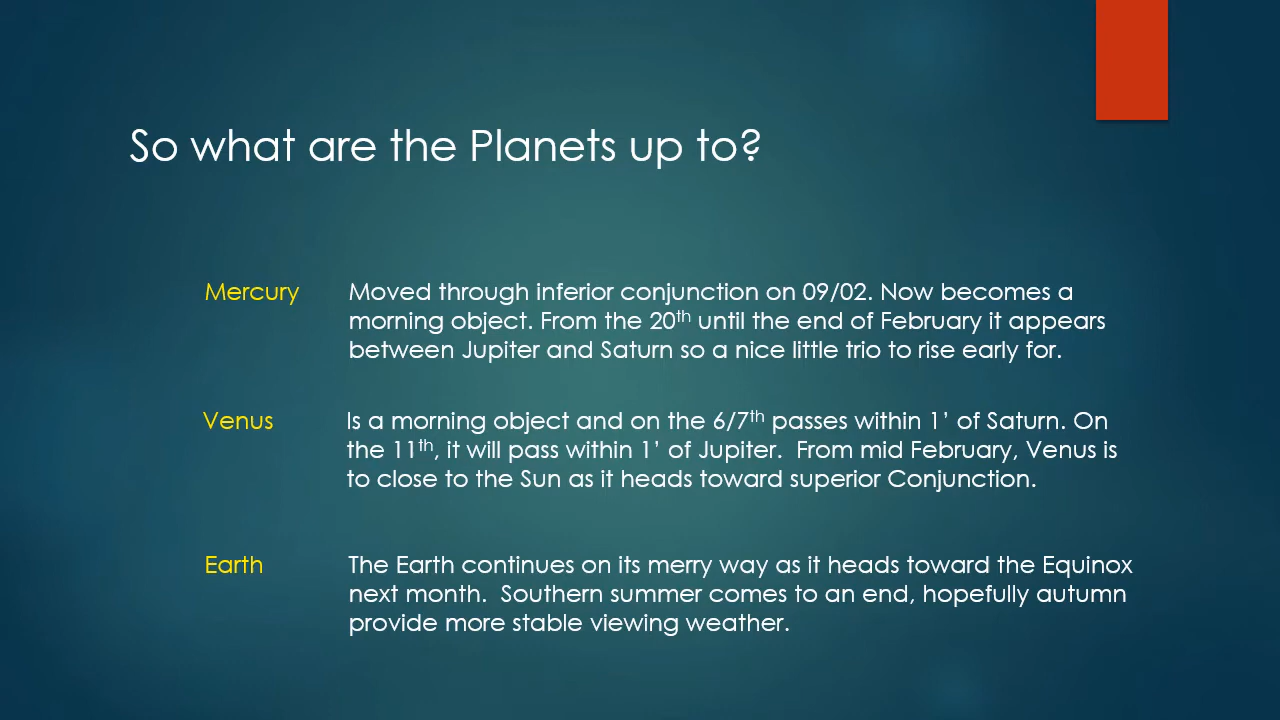 So what are the Planets up to?
Mercury Moved through inferior conjunction on 09/02. Now becomes a
morning object. From the 20th until the end of February it appears
between Jupiter and Saturn so a nice little trio to rise early for.
Venus Is a morning object and on the 6/7th passes within 1’ of Saturn. On
the 11th, it will pass within 1’ of Jupiter.  From mid February, Venus is
to close to the Sun as it heads toward superior Conjunction.
Earth The Earth continues on its merry way as it heads toward the Equinox
next month.  Southern summer comes to an end, hopefully autumn
provide more stable viewing weather.